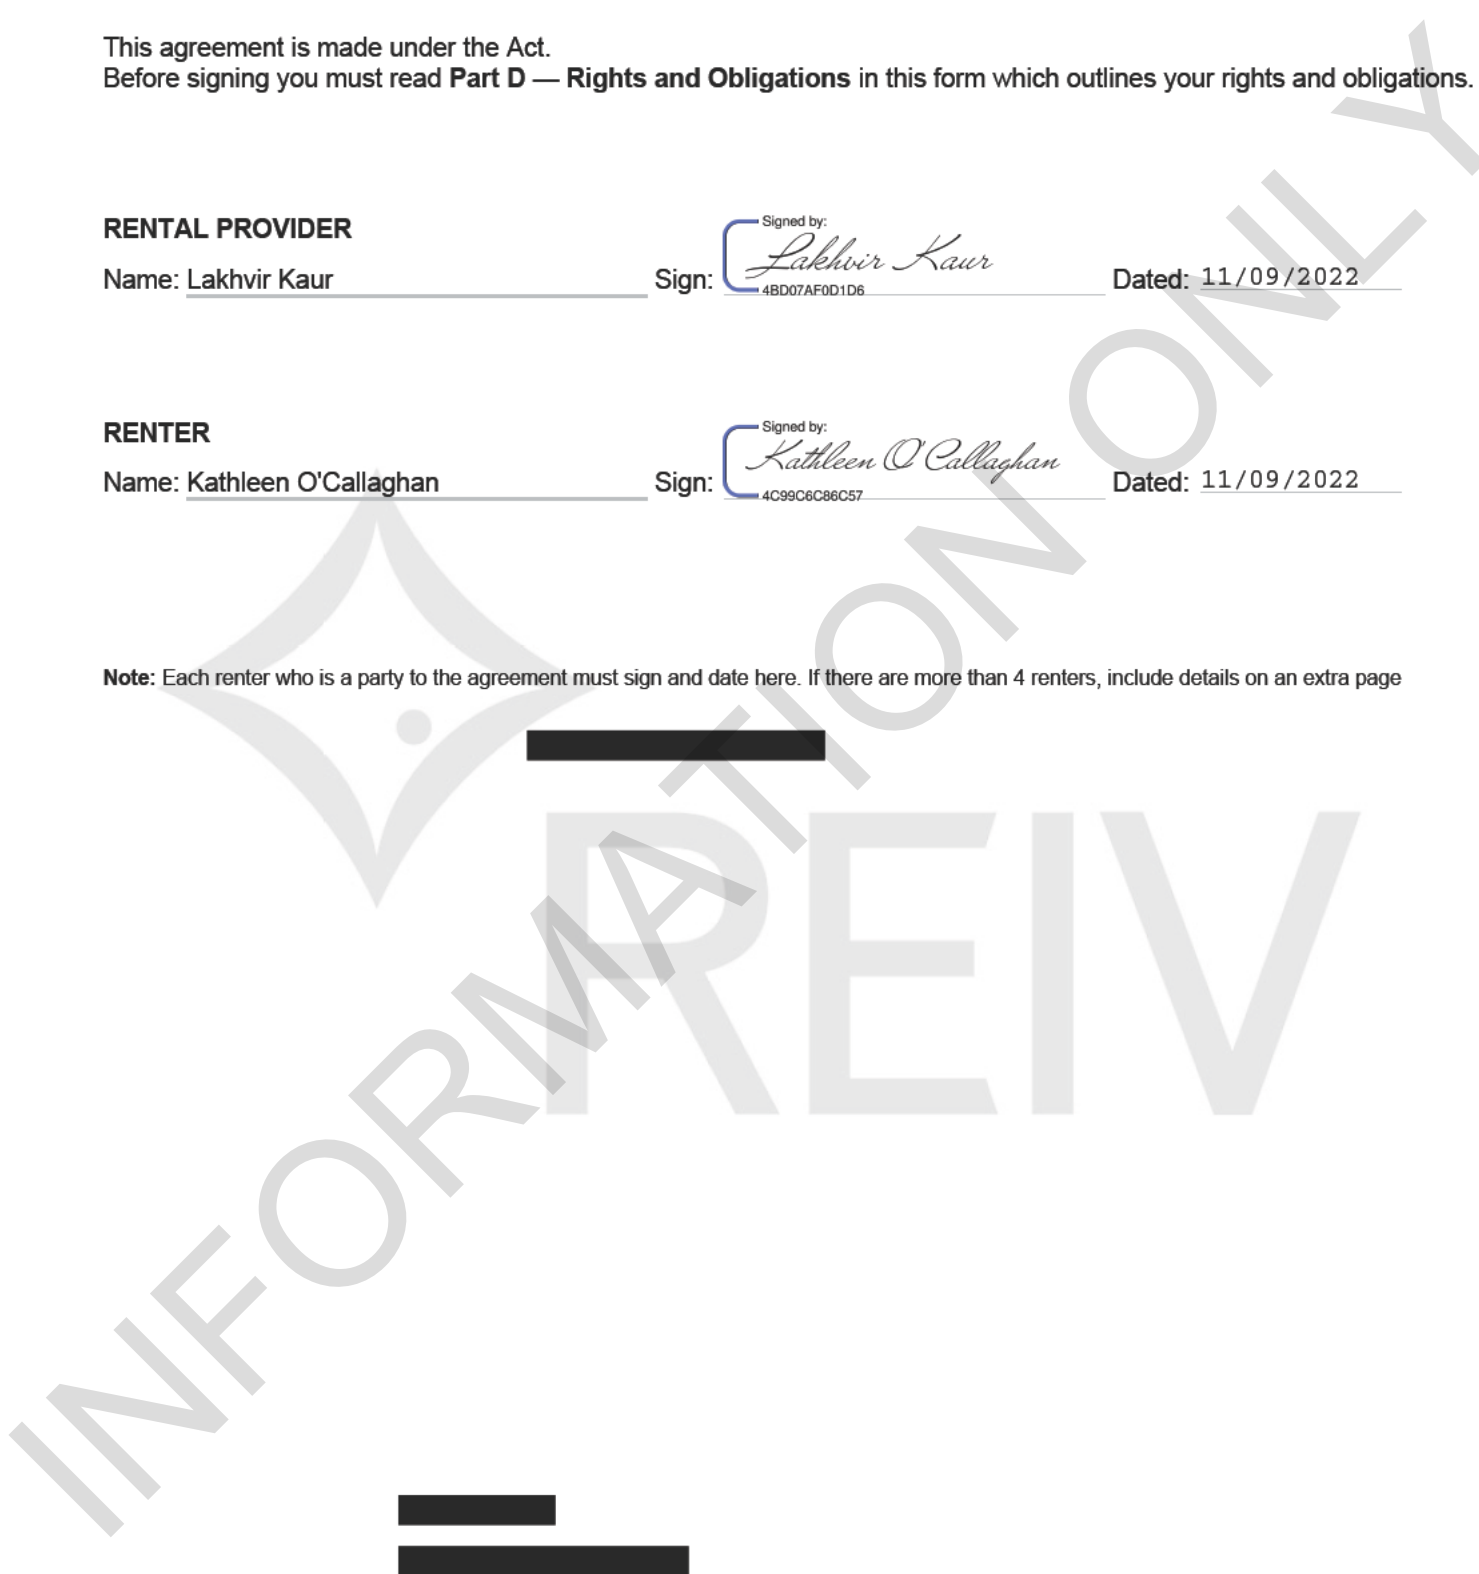 This agreement is made under the Act.
Before signing you must read Part D — Rights and Obligations in this form which outlines your rights and obligations.
RENTAL PROVIDER
Name: Lakhvir Kaur Sign: Signed by: Lakhvir Kaur 4BD07AF0D1D6 Dated: 11/09/2022
RENTER
Name: Kathleen O'Callaghan Sign: Signed by: Kathleen O'Callaghan 4C99C6C86C57 Dated: 11/09/2022
Note: Each renter who is a party to the agreement must sign and date here. If there are more than 4 renters, include details on an extra page
REIV
INFORMATION ONLY